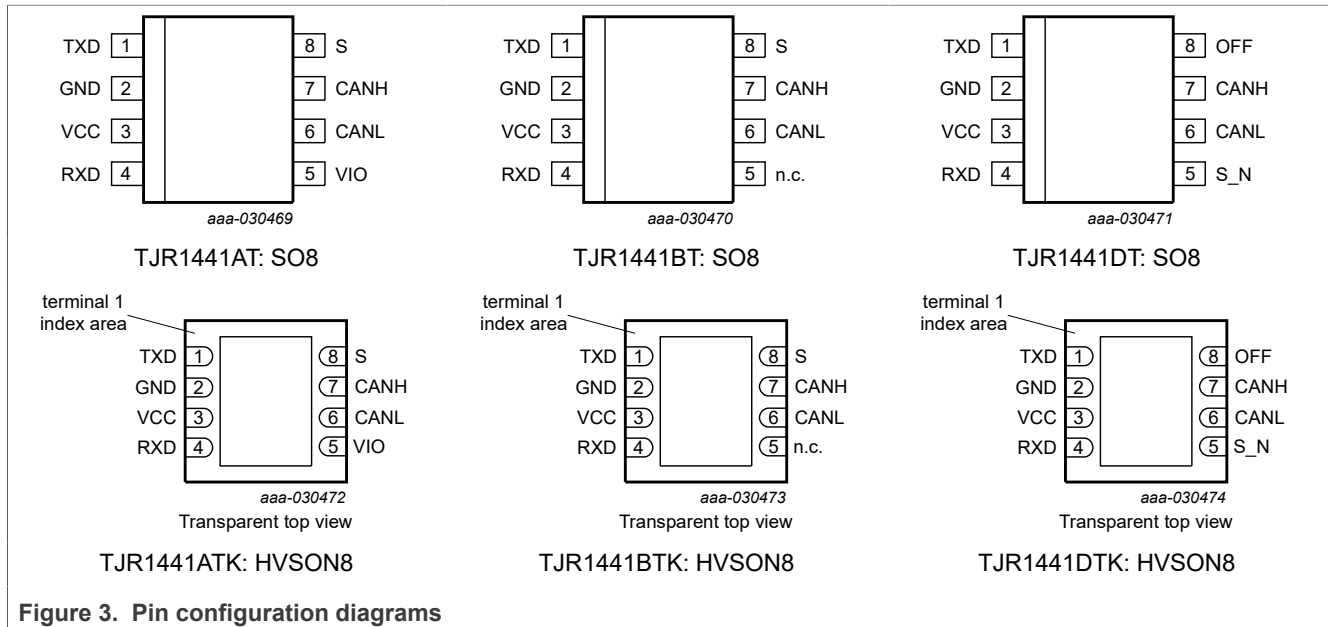 TXD 1 8 S
GND 2 7 CANH
VCC 3 6 CANL
RXD 4 5 VIO
aaa-030469
TJR1441AT: SO8
TXD 1 8 S
GND 2 7 CANH
VCC 3 6 CANL
RXD 4 5 n.c.
aaa-030470
TJR1441BT: SO8
TXD 1 8 OFF
GND 2 7 CANH
VCC 3 6 CANL
RXD 4 5 S_N
aaa-030471
TJR1441DT: SO8
terminal 1
index area
TXD 1 8 S
GND 2 7 CANH
VCC 3 6 CANL
RXD 4 5 VIO
aaa-030472
Transparent top view
TJR1441ATK: HVSON8
terminal 1
index area
TXD 1 8 S
GND 2 7 CANH
VCC 3 6 CANL
RXD 4 5 n.c.
aaa-030473
Transparent top view
TJR1441BTK: HVSON8
terminal 1
index area
TXD 1 8 OFF
GND 2 7 CANH
VCC 3 6 CANL
RXD 4 5 S_N
aaa-030474
Transparent top view
TJR1441DTK: HVSON8
Figure 3. Pin configuration diagrams